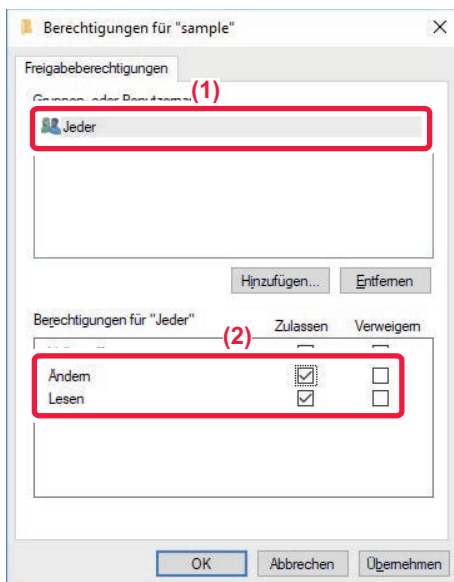 Berechtigungen für "sample"
Freigabeberechtigungen
(1)
Jeder
Hinzufügen... Entfernen
Berechtigungen für "Jeder" Zulassen Verweigern
(2)
Ändern
Lesen
OK Abbrechen Übernehmen